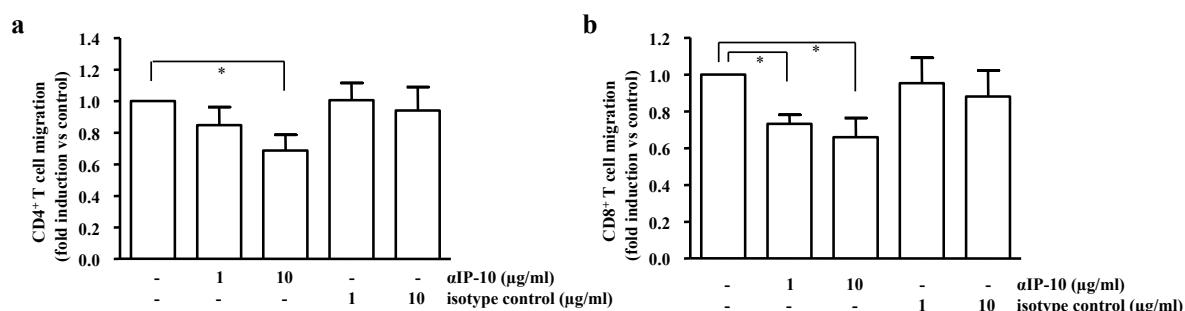 a
CD4⁺ T cell migration
(fold induction vs control)
1.4
1.2
1.0
0.8
0.6
0.4
0.2
0.0
*
- 1 10 - - αIP-10 (μg/ml)
- - - 1 10 isotype control (μg/ml)
b
CD8⁺ T cell migration
(fold induction vs control)
1.2
1.0
0.8
0.6
0.4
0.2
0.0
*
*
- 1 10 - - αIP-10 (μg/ml)
- - - 1 10 isotype control (μg/ml)